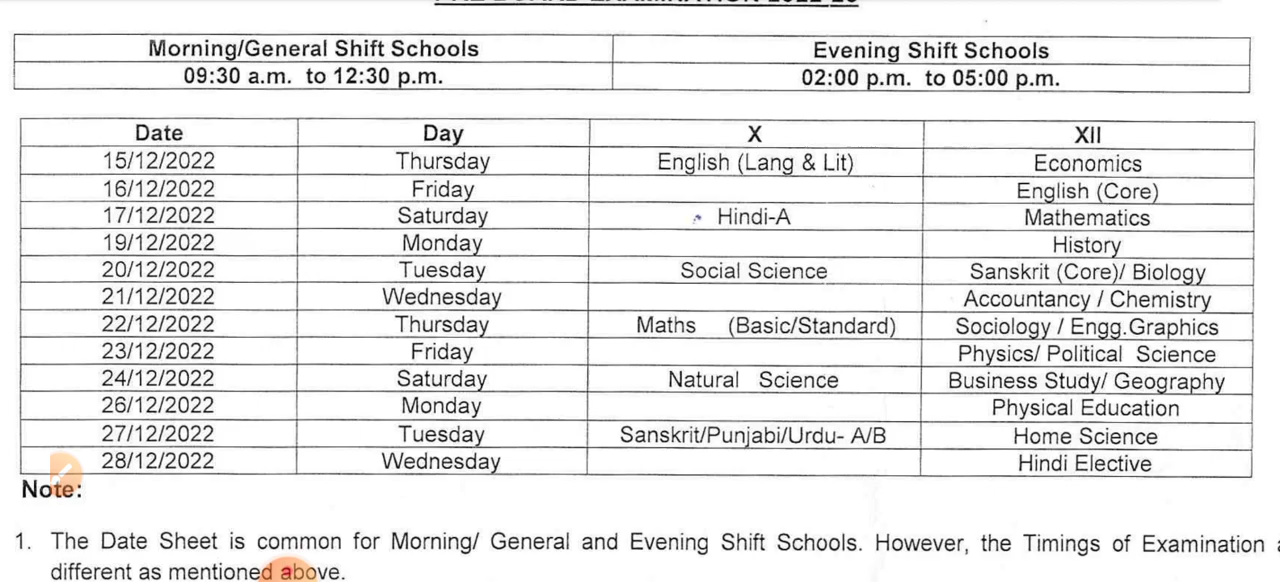 Morning/General Shift Schools Evening Shift Schools
09:30 a.m. to 12:30 p.m. 02:00 p.m. to 05:00 p.m.
Date Day X XII
15/12/2022 Thursday English (Lang & Lit) Economics
16/12/2022 Friday English (Core)
17/12/2022 Saturday Hindi-A Mathematics
19/12/2022 Monday History
20/12/2022 Tuesday Social Science Sanskrit (Core)/ Biology
21/12/2022 Wednesday Accountancy / Chemistry
22/12/2022 Thursday Maths (Basic/Standard) Sociology / Engg.Graphics
23/12/2022 Friday Physics/ Political Science
24/12/2022 Saturday Natural Science Business Study/ Geography
26/12/2022 Monday Physical Education
27/12/2022 Tuesday Sanskrit/Punjabi/Urdu- A/B Home Science
28/12/2022 Wednesday Hindi Elective
Note:
1. The Date Sheet is common for Morning/ General and Evening Shift Schools. However, the Timings of Examination
different as mentioned above.